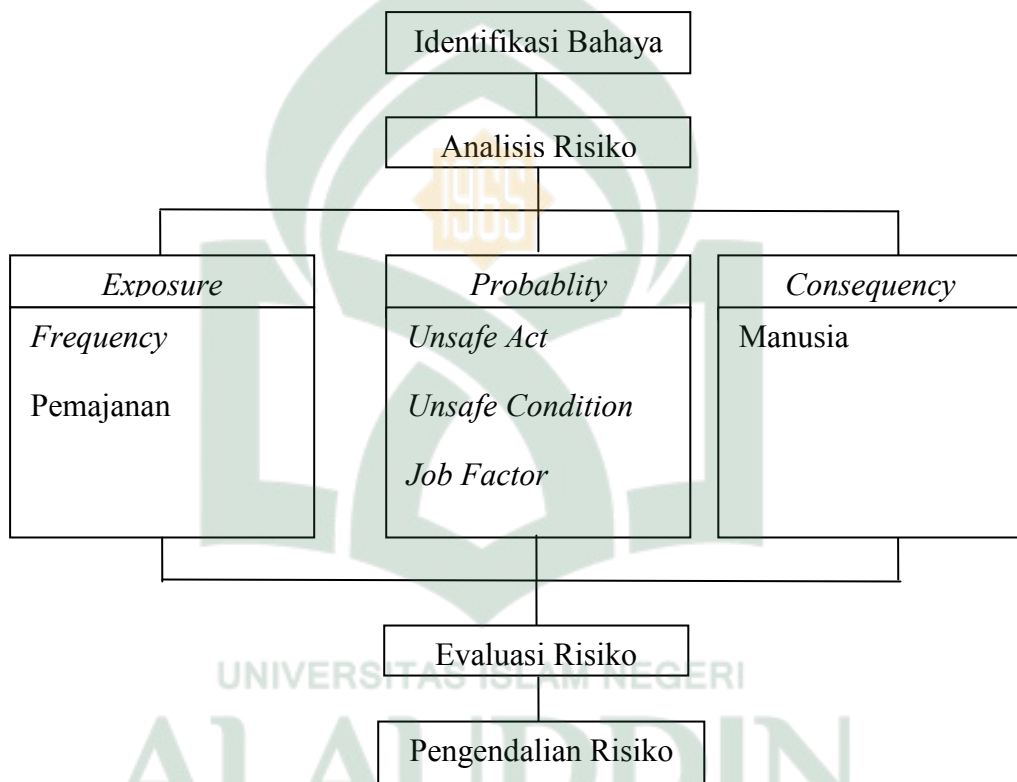 Identifikasi Bahaya
Analisis Risiko
1965
Exposure
Frequency
Pemajanan
Probablity
Unsafe Act
Unsafe Condition
Job Factor
Consequency
Manusia
Evaluasi Risiko
UNIVERSITAS ISLAM NEGERI
Pengendalian Risiko
ALAUDDIN